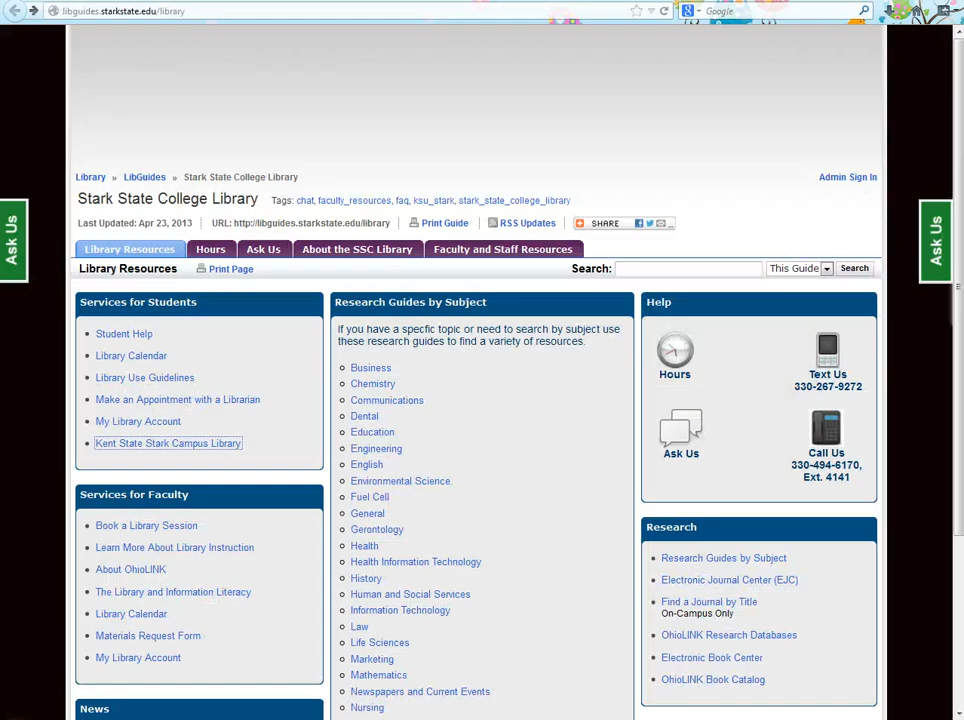 libguides.starkstate.edu/library
Google
Library » LibGuides » Stark State College Library
Admin Sign In
Stark State College Library Tags: chat, faculty_resources, faq, ksu_stark, stark_state_college_library
Last Updated: Apr 23, 2013 URL: http://libguides.starkstate.edu/library Print Guide RSS Updates SHARE
Ask Us
Ask Us
Library Resources Hours Ask Us About the SSC Library Faculty and Staff Resources
Library Resources Print Page Search: This Guide Search
Services for Students
Student Help
Library Calendar
Library Use Guidelines
Make an Appointment with a Librarian
My Library Account
Kent State Stark Campus Library
Services for Faculty
Book a Library Session
Learn More About Library Instruction
About OhioLINK
The Library and Information Literacy
Library Calendar
Materials Request Form
My Library Account
News
Research Guides by Subject
If you have a specfic topic or need to search by subject use
these research guides to find a variety of resources.
Business
Chemistry
Communications
Dental
Education
Engineering
English
Environmental Science
Fuel Cell
General
Gerontology
Health
Health Information Technology
History
Human and Social Services
Information Technology
Law
Life Sciences
Marketing
Mathematics
Newspapers and Current Events
Nursing
Help
Hours
Text Us
330-267-9272
Ask Us
Call Us
330-494-6170,
Ext. 4141
Research
Research Guides by Subject
Electronic Journal Center (EJC)
Find a Journal by Title
On-Campus Only
OhioLINK Research Databases
Electronic Book Center
OhioLINK Book Catalog